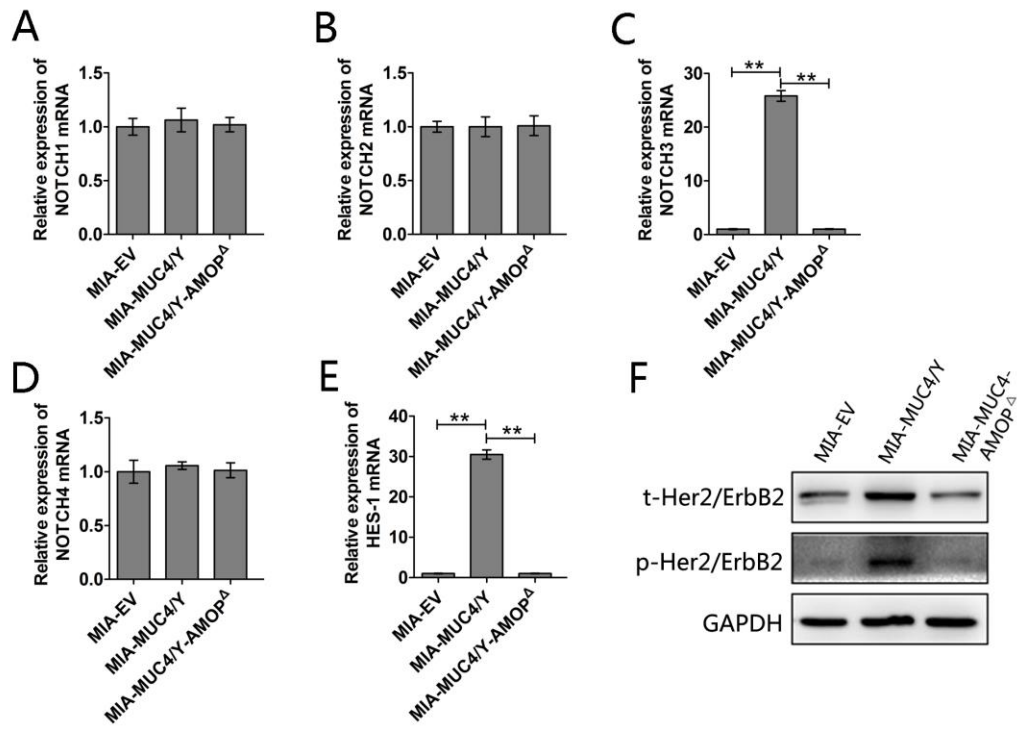 A
Relative expression of
NOTCH1 mRNA
1.5
1.0
0.5
0.0
MIA-EV
MIA-MUC4/Y
MIA-MUC4/Y-AMOPΔ
B
Relative expression of
NOTCH2 mRNA
1.5
1.0
0.5
0.0
MIA-EV
MIA-MUC4/Y
MIA-MUC4/Y-AMOPΔ
C
Relative expression of
NOTCH3 mRNA
30
20
10
0
** **
MIA-EV
MIA-MUC4/Y
MIA-MUC4/Y-AMOPΔ
D
Relative expression of
NOTCH4 mRNA
1.5
1.0
0.5
0.0
MIA-EV
MIA-MUC4/Y
MIA-MUC4/Y-AMOPΔ
E
Relative expression of
HES-1 mRNA
40
30
20
10
0
** **
MIA-EV
MIA-MUC4/Y
MIA-MUC4/Y-AMOPΔ
F
MIA-EV
MIA-MUC4/Y
MIA-MUC4-
AMOP△
t-Her2/ErbB2
p-Her2/ErbB2
GAPDH